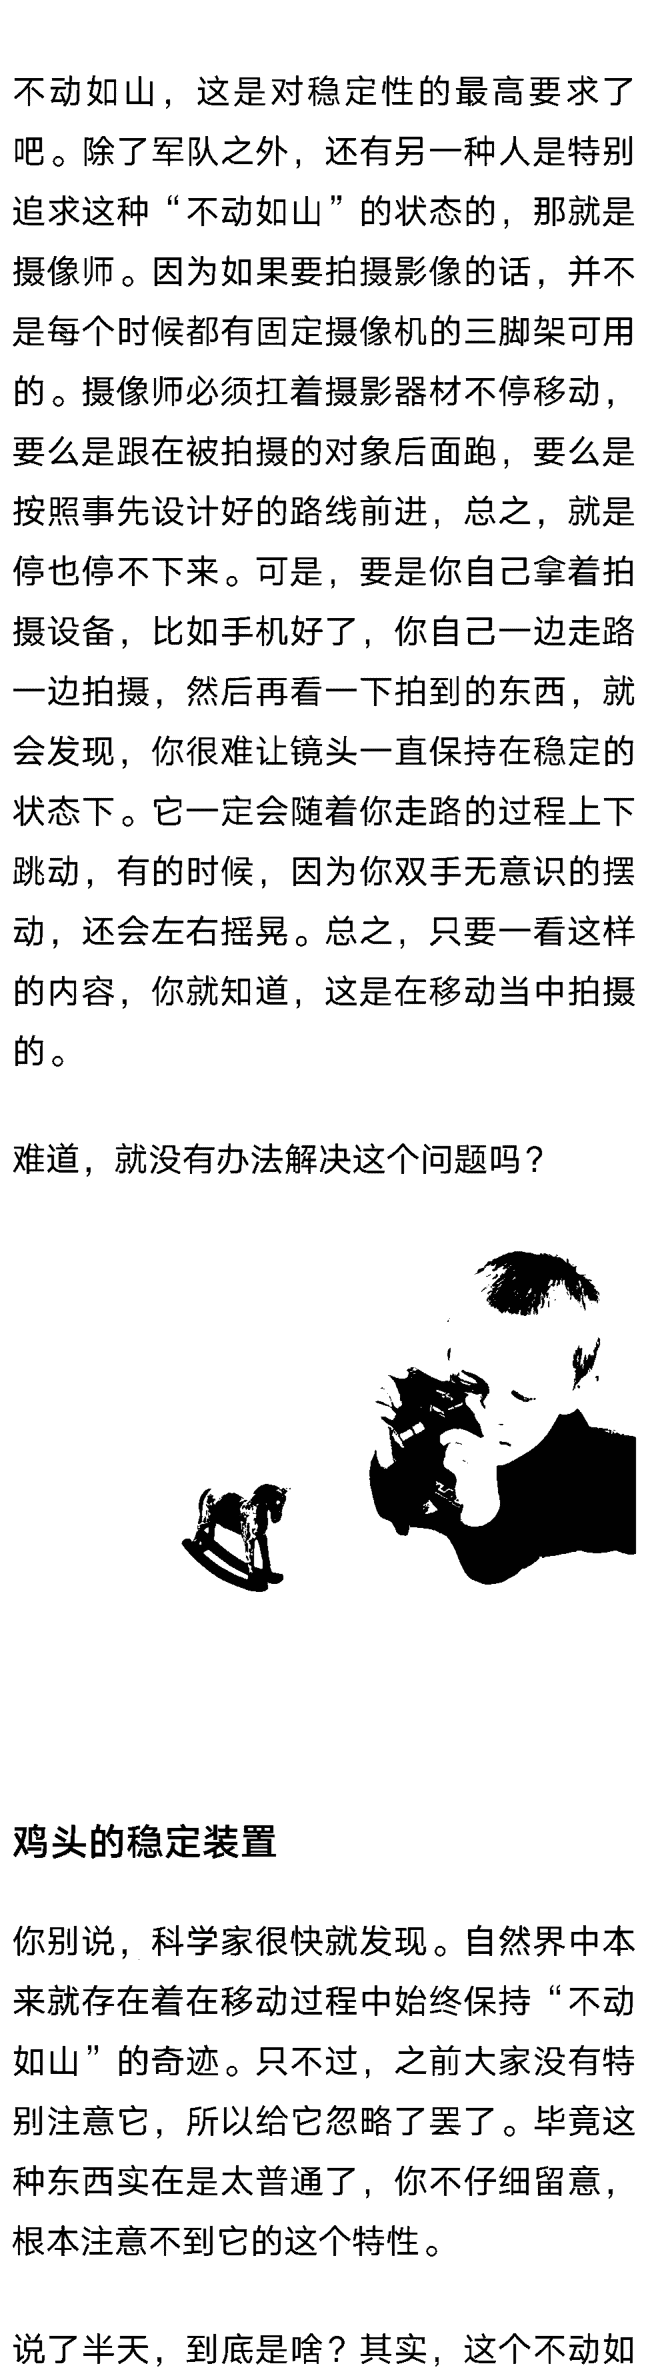 不动如山，这是对稳定性的最高要求了
吧。除了军队之外，还有另一种人是特别
追求这种“不动如山”的状态的，那就是
摄像师。因为如果要拍摄影像的话，并不
是每个时候都有固定摄像机的三脚架可用
的。摄像师必须扛着摄影器材不停移动，
要么是跟在被拍摄的对象后面跑，要么是
按照事先设计好的路线前进，总之，就是
停也停不下来。可是，要是你自己拿着拍
摄设备，比如手机好了，你自己一边走路
一边拍摄，然后再看一下拍到的东西，就
会发现，你很难让镜头一直保持在稳定的
状态下。它一定会随着你走路的过程上下
跳动，有的时候，因为你双手无意识的摆
动，还会左右摇晃。总之，只要一看这样
的内容，你就知道，这是在移动当中拍摄
的。
难道，就没有办法解决这个问题吗？
鸡头的稳定装置
你别说，科学家很快就发现。自然界中本
来就存在着在移动过程中始终保持“不动
如山”的奇迹。只不过，之前大家没有特
别注意它，所以给它忽略了罢了。毕竟这
种东西实在是太普通了，你不仔细留意，
根本注意不到它的这个特性。
说了半天，到底是啥？其实，这个不动如